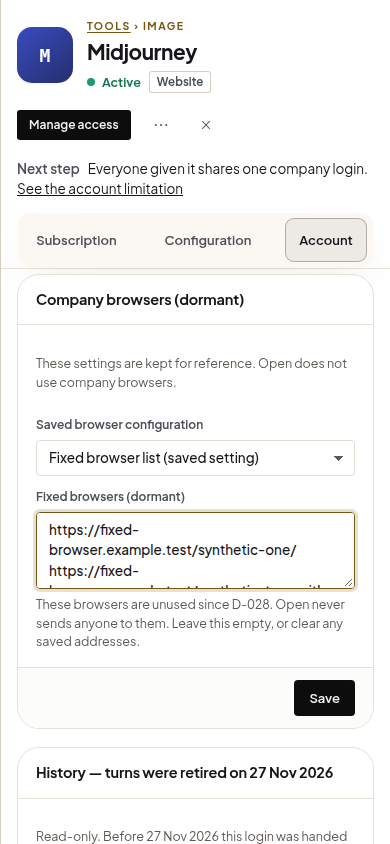 TOOLS › IMAGE
M
Midjourney
Active
Website
Manage access
Next step Everyone given it shares one company login.
See the account limitation
Subscription
Configuration
Account
Company browsers (dormant)
These settings are kept for reference. Open does not
use company browsers.
Saved browser configuration
Fixed browser list (saved setting)
Fixed browsers (dormant)
https://fixed-
browser.example.test/synthetic-one/
https://fixed-
These browsers are unused since D-028. Open never
sends anyone to them. Leave this empty, or clear any
saved addresses.
Save
History — turns were retired on 27 Nov 2026
Read-only. Before 27 Nov 2026 this login was handed